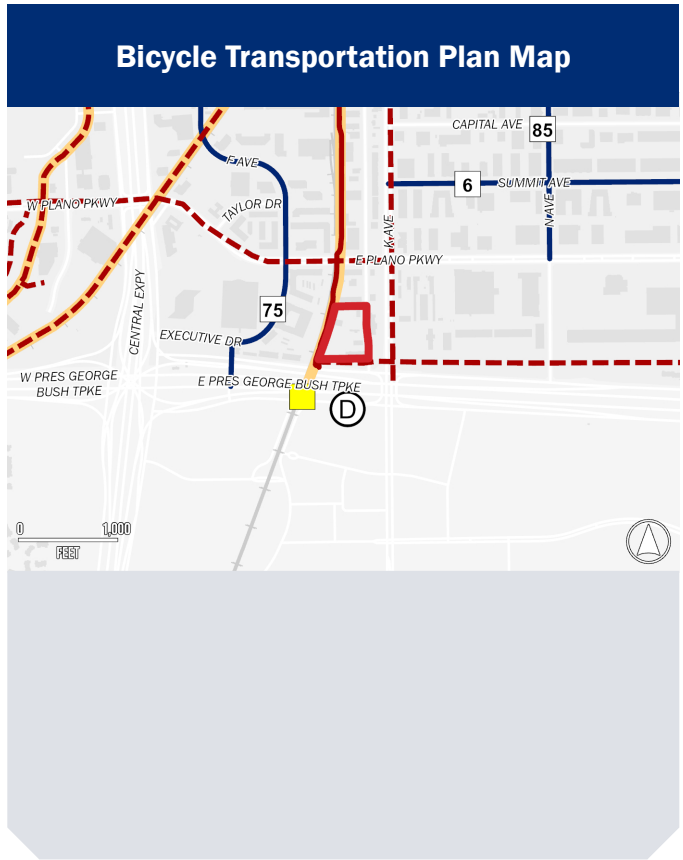 Bicycle Transportation Plan Map
CAPITAL AVE
85
F AVE
6
SUMMIT AVE
W PLANO PKWY
TAYLOR DR
N AVE
K AVE
E PLANO PKWY
CENTRAL EXPY
75
EXECUTIVE DR
W PRES GEORGE
BUSH TPKE
E PRES GEORGE BUSH TPKE
D
0
1,000
FEET